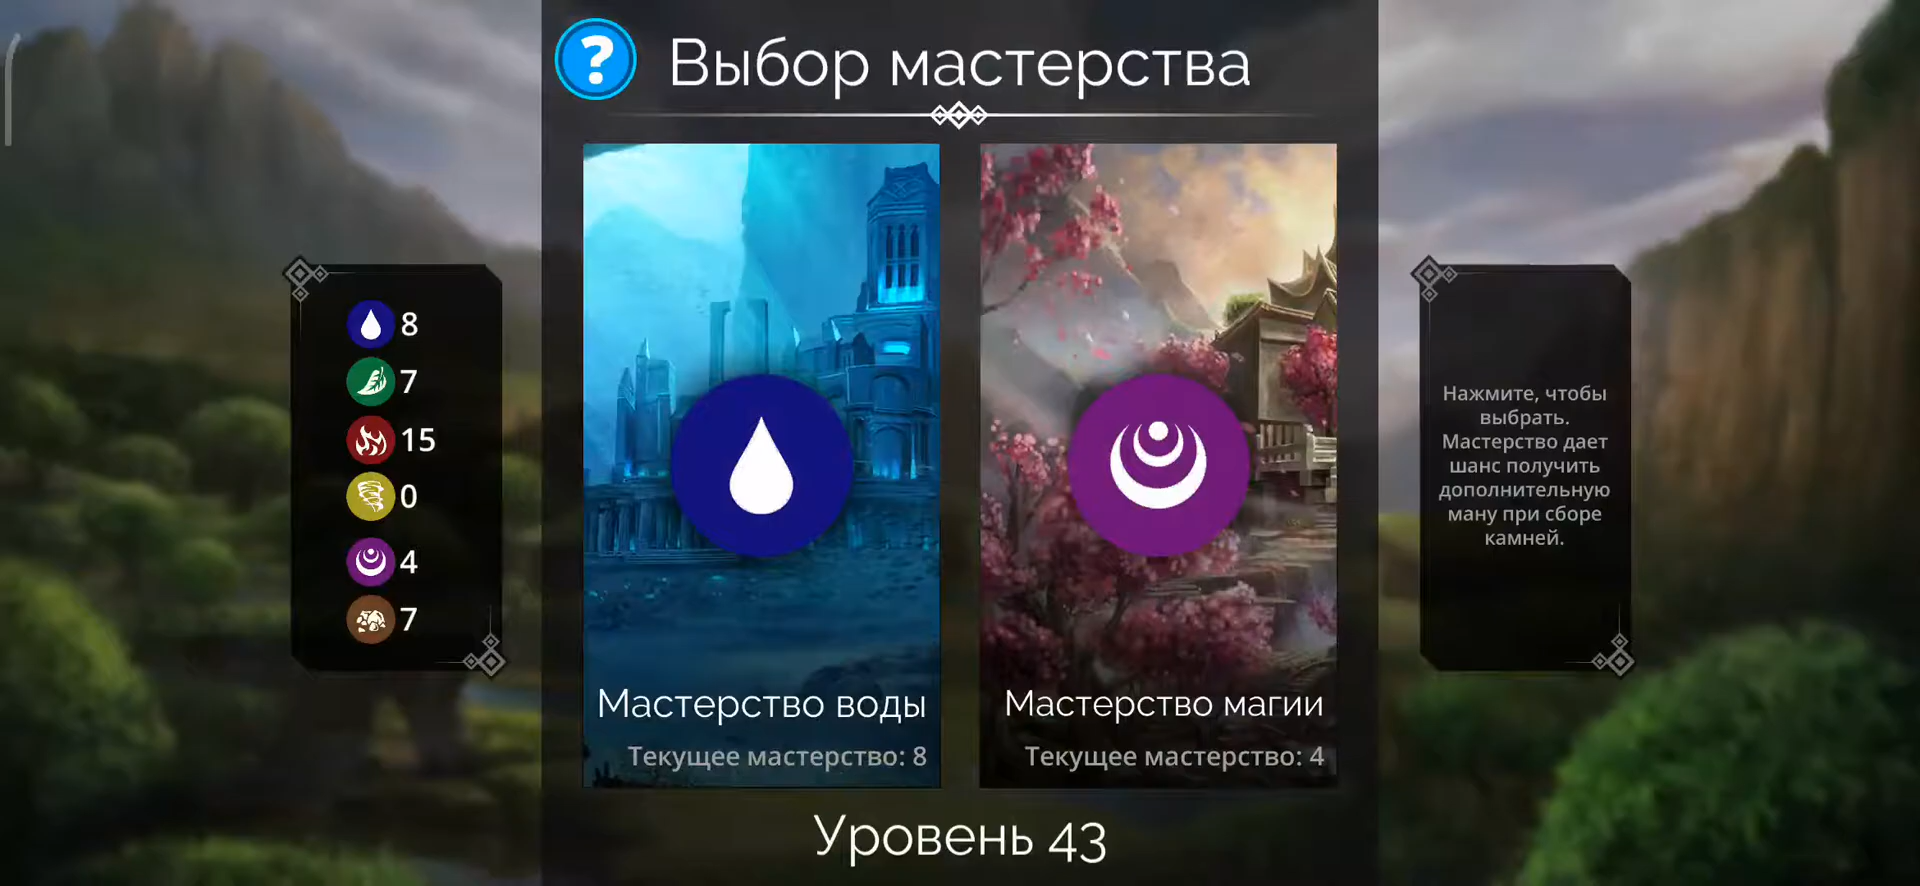 ?
Выбор мастерства
8
7
15
0
4
7
Мастерство воды
Текущее мастерство: 8
Мастерство магии
Текущее мастерство: 4
Нажмите, чтобы
выбрать.
Мастерство дает
шанс получить
дополнительную
ману при сборе
камней.
Уровень 43